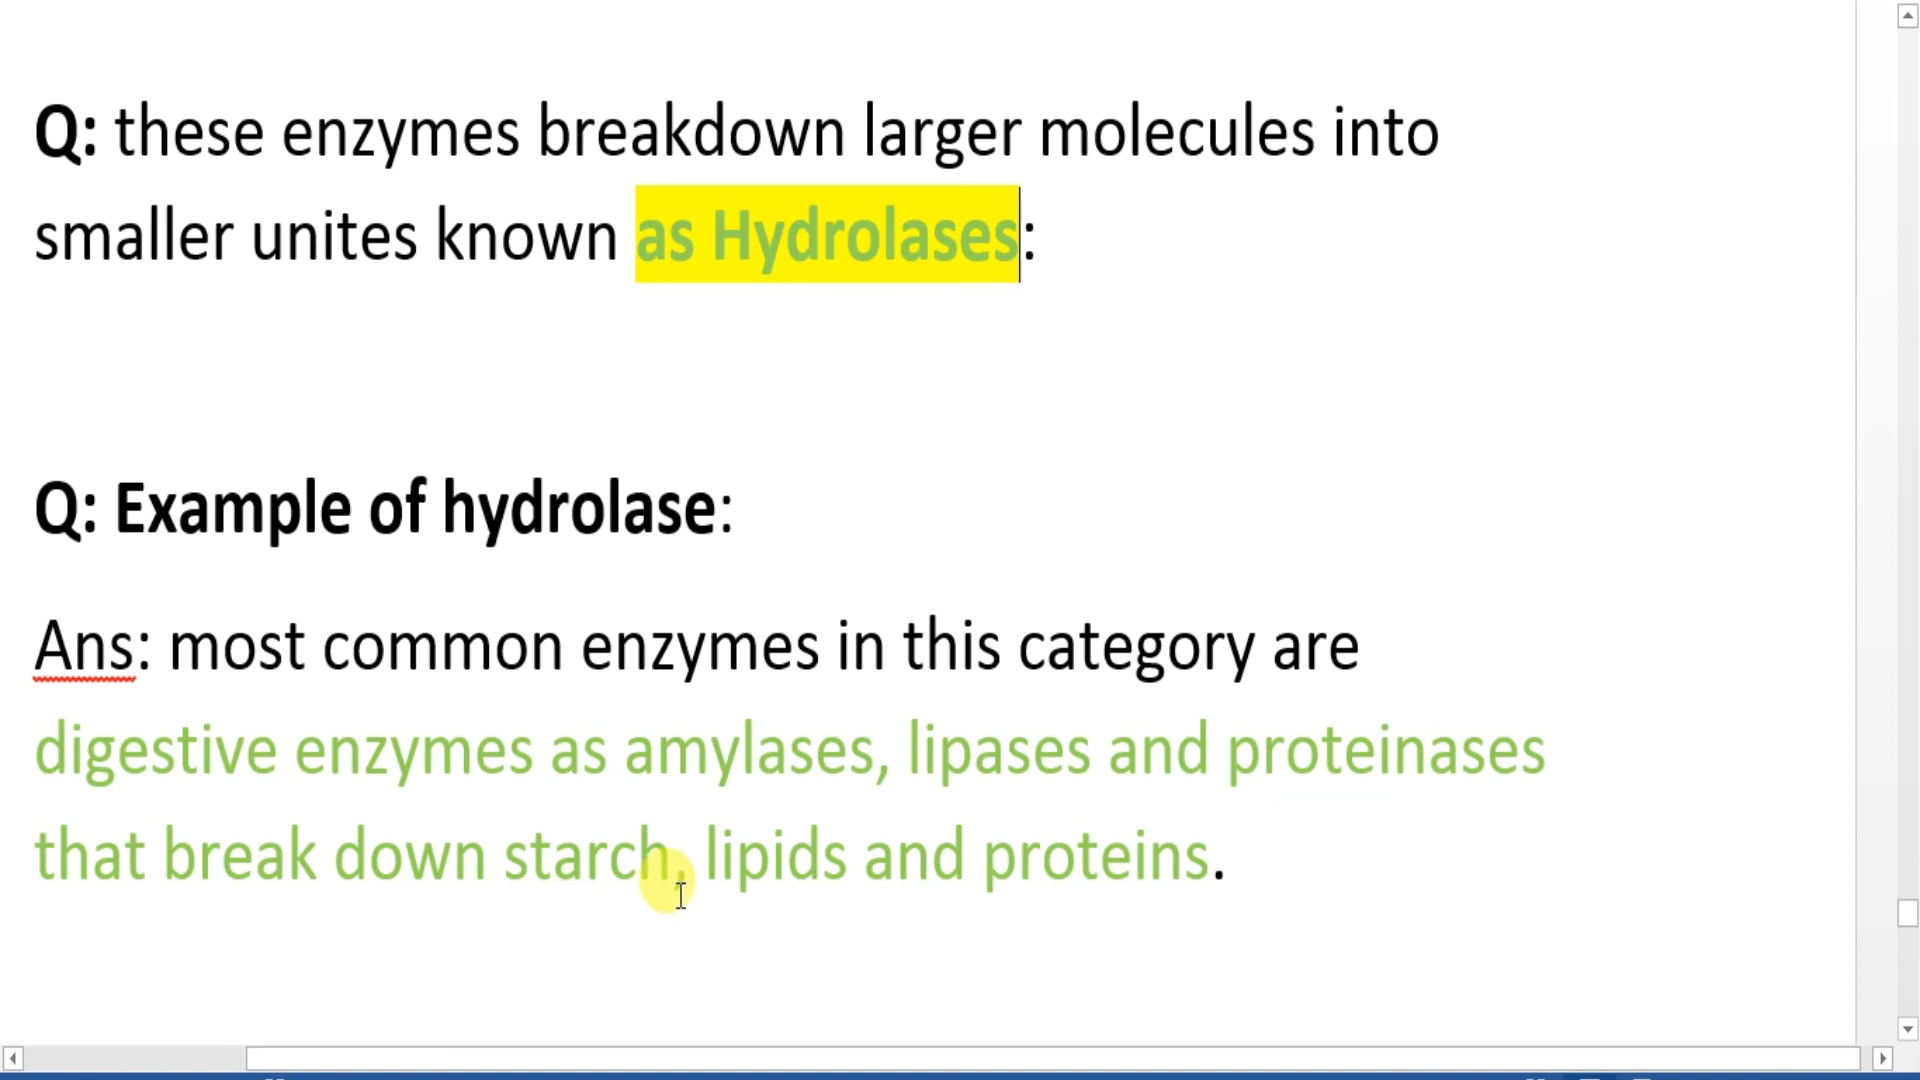 Q: these enzymes breakdown larger molecules into
smaller unites known as Hydrolases:
Q: Example of hydrolase:
Ans: most common enzymes in this category are
digestive enzymes as amylases, lipases and proteinases
that break down starch, lipids and proteins.